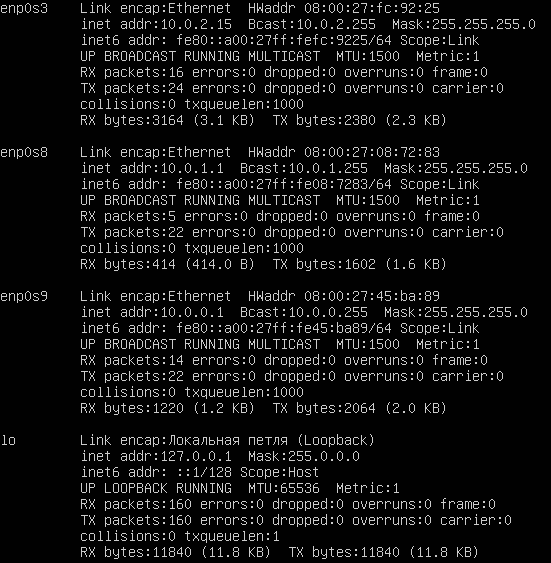 enp0s3    Link encap:Ethernet  HWaddr 08:00:27:fc:92:25
          inet addr:10.0.2.15  Bcast:10.0.2.255  Mask:255.255.255.0
          inet6 addr: fe80::a00:27ff:fefc:9225/64 Scope:Link
          UP BROADCAST RUNNING MULTICAST  MTU:1500  Metric:1
          RX packets:16 errors:0 dropped:0 overruns:0 frame:0
          TX packets:24 errors:0 dropped:0 overruns:0 carrier:0
          collisions:0 txqueuelen:1000
          RX bytes:3164 (3.1 KB)  TX bytes:2380 (2.3 KB)

enp0s8    Link encap:Ethernet  HWaddr 08:00:27:08:72:83
          inet addr:10.0.1.1  Bcast:10.0.1.255  Mask:255.255.255.0
          inet6 addr: fe80::a00:27ff:fe08:7283/64 Scope:Link
          UP BROADCAST RUNNING MULTICAST  MTU:1500  Metric:1
          RX packets:5 errors:0 dropped:0 overruns:0 frame:0
          TX packets:22 errors:0 dropped:0 overruns:0 carrier:0
          collisions:0 txqueuelen:1000
          RX bytes:414 (414.0 B)  TX bytes:1602 (1.6 KB)

enp0s9    Link encap:Ethernet  HWaddr 08:00:27:45:ba:89
          inet addr:10.0.0.1  Bcast:10.0.0.255  Mask:255.255.255.0
          inet6 addr: fe80::a00:27ff:fe45:ba89/64 Scope:Link
          UP BROADCAST RUNNING MULTICAST  MTU:1500  Metric:1
          RX packets:14 errors:0 dropped:0 overruns:0 frame:0
          TX packets:22 errors:0 dropped:0 overruns:0 carrier:0
          collisions:0 txqueuelen:1000
          RX bytes:1220 (1.2 KB)  TX bytes:2064 (2.0 KB)

lo        Link encap:Локальная петля (Loopback)
          inet addr:127.0.0.1  Mask:255.0.0.0
          inet6 addr: ::1/128 Scope:Host
          UP LOOPBACK RUNNING  MTU:65536  Metric:1
          RX packets:160 errors:0 dropped:0 overruns:0 frame:0
          TX packets:160 errors:0 dropped:0 overruns:0 carrier:0
          collisions:0 txqueuelen:1
          RX bytes:11840 (11.8 KB)  TX bytes:11840 (11.8 KB)